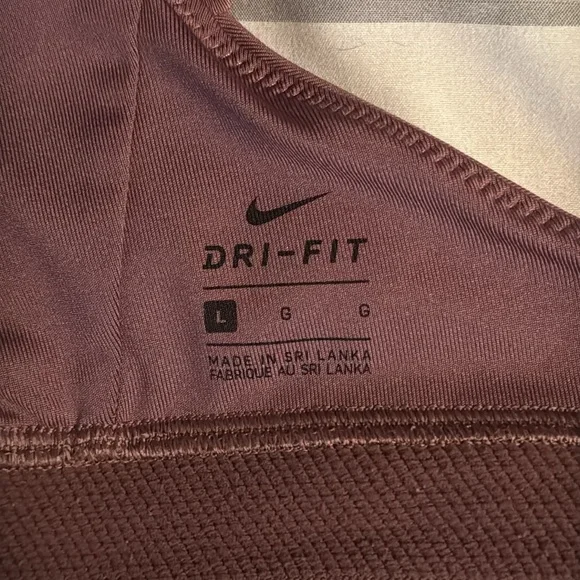 DRI-FIT
L G G
MADE IN SRI LANKA
FABRIQUE AU SRI LANKA